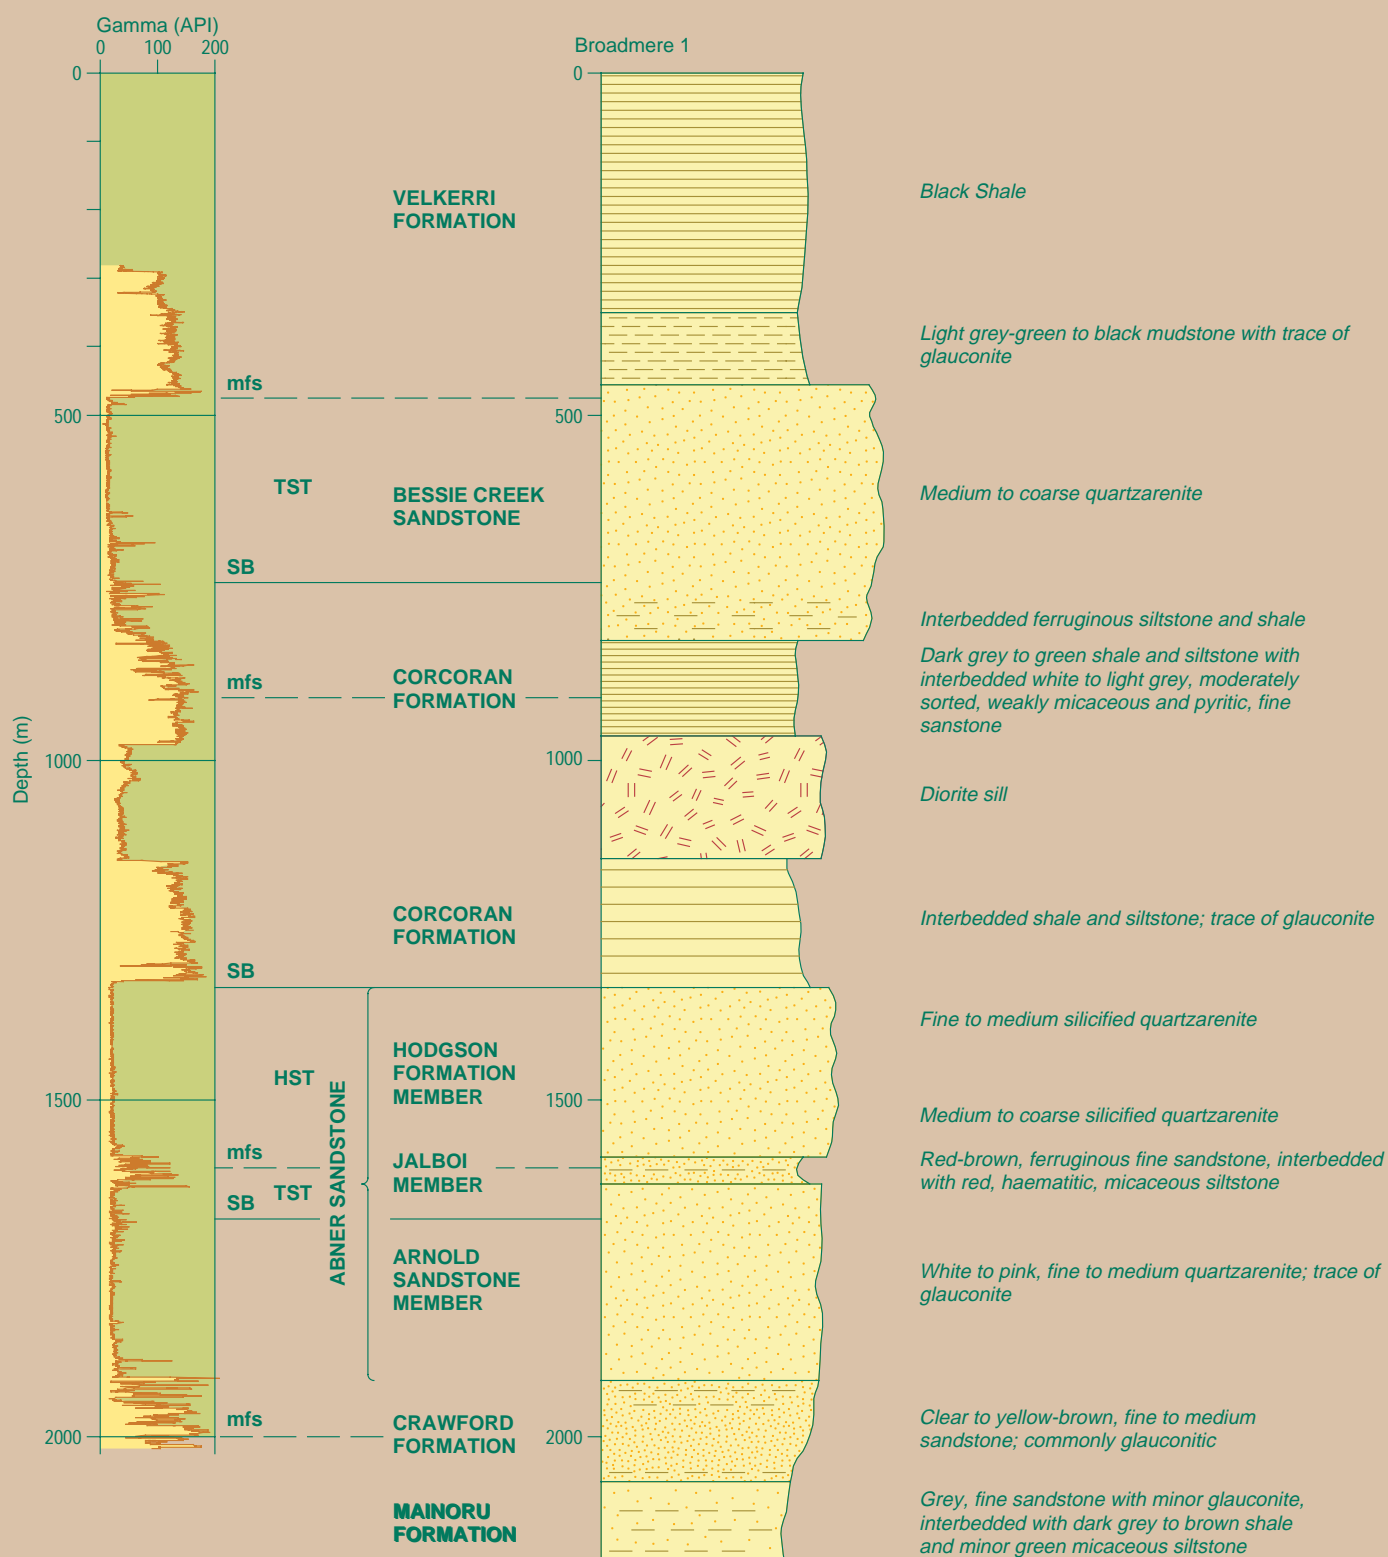 Gamma (API)
0 100 200
Broadmere 1
0
0
VELKERRI
FORMATION
Black Shale
Light grey-green to black mudstone with trace of
glauconite
mfs
500
500
TST
BESSIE CREEK
SANDSTONE
Medium to coarse quartzarenite
SB
Interbedded ferruginous siltstone and shale
mfs
CORCORAN
FORMATION
Dark grey to green shale and siltstone with
interbedded white to light grey, moderately
sorted, weakly micaceous and pyritic, fine
sanstone
Depth (m)
1000
1000
Diorite sill
CORCORAN
FORMATION
Interbedded shale and siltstone; trace of glauconite
SB
Fine to medium silicified quartzarenite
HST
ABNER SANDSTONE
HODGSON
FORMATION
MEMBER
1500
1500
Medium to coarse silicified quartzarenite
mfs
JALBOI
MEMBER
Red-brown, ferruginous fine sandstone, interbedded
with red, haematitic, micaceous siltstone
TST
SB
ARNOLD
SANDSTONE
MEMBER
White to pink, fine to medium quartzarenite; trace of
glauconite
mfs
2000
2000
CRAWFORD
FORMATION
Clear to yellow-brown, fine to medium
sandstone; commonly glauconitic
MAINORU
FORMATION
Grey, fine sandstone with minor glauconite,
interbedded with dark grey to brown shale
and minor green micaceous siltstone